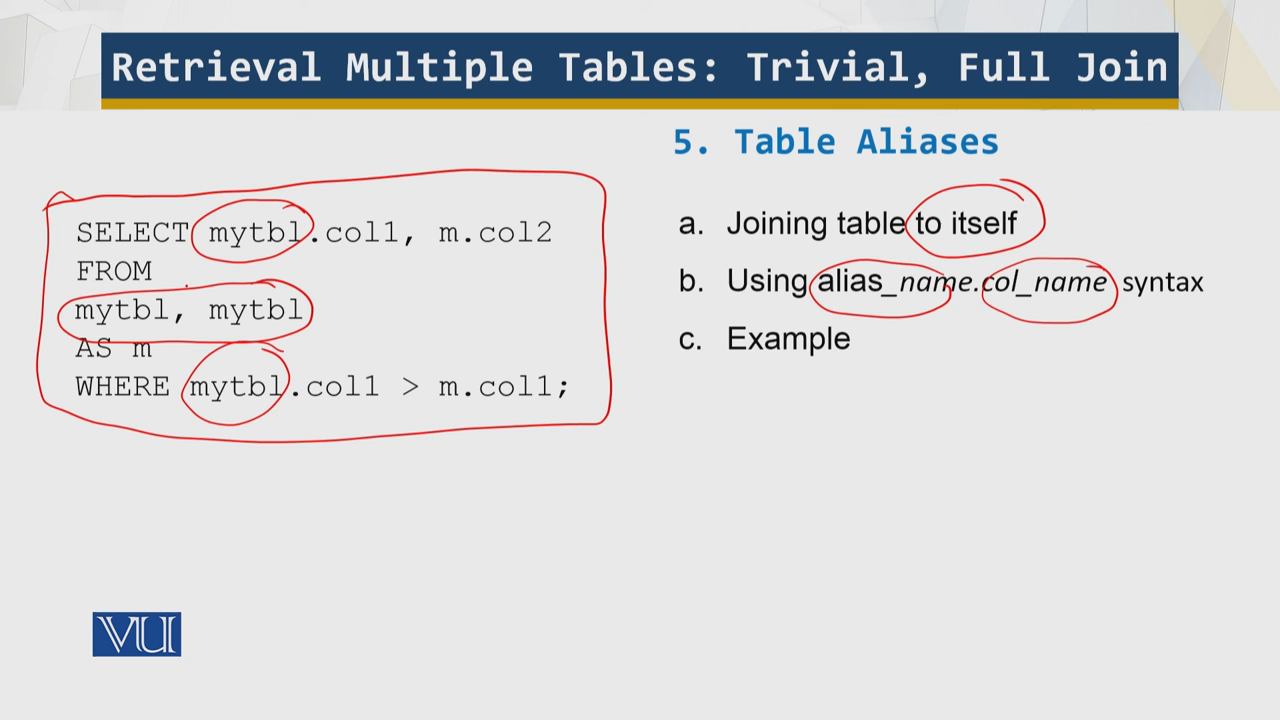 Retrieval Multiple Tables: Trivial, Full Join
SELECT mytbl.col1, m.col2
FROM
mytbl, mytbl
AS m
WHERE mytbl.col1 > m.col1;
5. Table Aliases
a. Joining table to itself
b. Using alias_name.col_name syntax
c. Example
VU